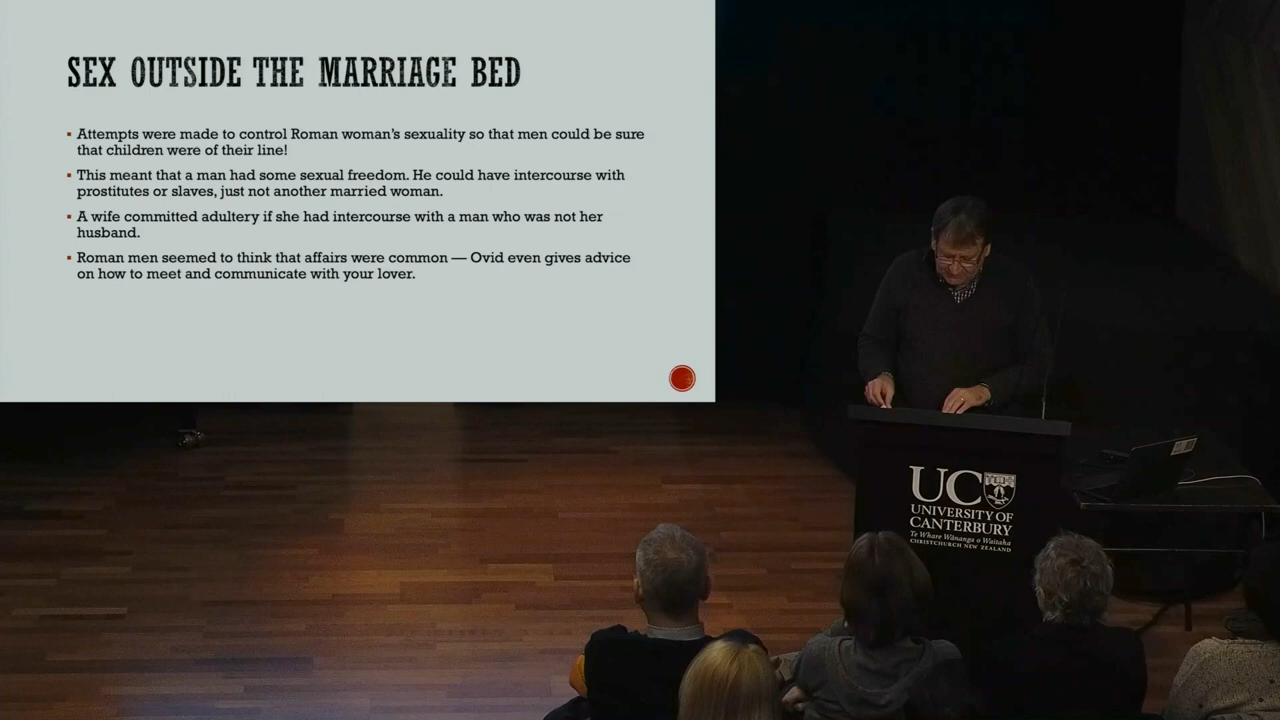 SEX OUTSIDE THE MARRIAGE BED
▪ Attempts were made to control Roman woman's sexuality so that men could be sure
that children were of their line!
▪ This meant that a man had some sexual freedom. He could have intercourse with
prostitutes or slaves, just not another married woman.
▪ A wife committed adultery if she had intercourse with a man who was not her
husband.
▪ Roman men seemed to think that affairs were common — Ovid even gives advice
on how to meet and communicate with your lover.
UC
UNIVERSITY OF
CANTERBURY
Te Whare Wānanga o Waitaha
CHRISTCHURCH NEW ZEALAND